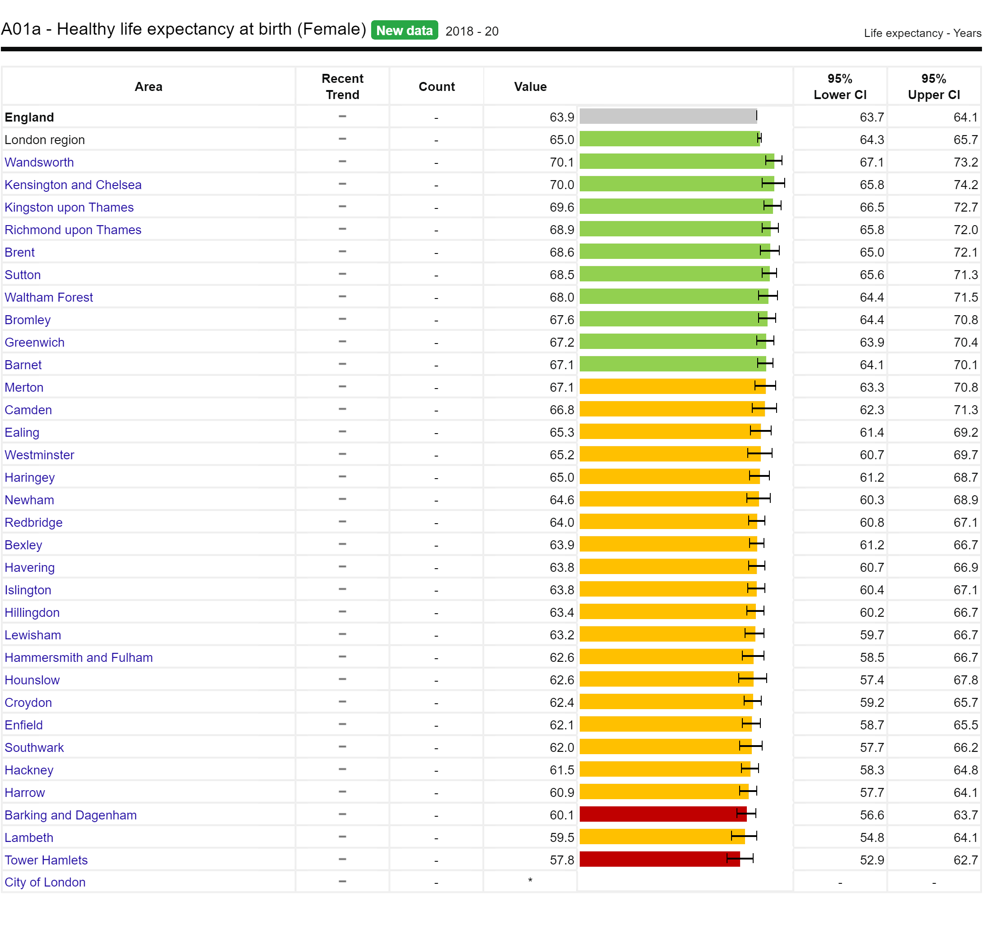 A01a - Healthy life expectancy at birth (Female) New data 2018 - 20 Life expectancy - Years
Area Recent Trend Count Value 95% Lower CI 95% Upper CI
England - 63.9 63.7 64.1
London region - 65.0 64.3 65.7
Wandsworth - 70.1 67.1 73.2
Kensington and Chelsea - 70.0 65.8 74.2
Kingston upon Thames - 69.6 66.5 72.7
Richmond upon Thames - 68.9 65.8 72.0
Brent - 68.6 65.0 72.1
Sutton - 68.5 65.6 71.3
Waltham Forest - 68.0 64.4 71.5
Bromley - 67.6 64.4 70.8
Greenwich - 67.2 63.9 70.4
Barnet - 67.1 64.1 70.1
Merton - 67.1 63.3 70.8
Camden - 66.8 62.3 71.3
Ealing - 65.3 61.4 69.2
Westminster - 65.2 60.7 69.7
Haringey - 65.0 61.2 68.7
Newham - 64.6 60.3 68.9
Redbridge - 64.0 60.8 67.1
Bexley - 63.9 61.2 66.7
Havering - 63.8 60.7 66.9
Islington - 63.8 60.4 67.1
Hillingdon - 63.4 60.2 66.7
Lewisham - 63.2 59.7 66.7
Hammersmith and Fulham - 62.6 58.5 66.7
Hounslow - 62.6 57.4 67.8
Croydon - 62.4 59.2 65.7
Enfield - 62.1 58.7 65.5
Southwark - 62.0 57.7 66.2
Hackney - 61.5 58.3 64.8
Harrow - 60.9 57.7 64.1
Barking and Dagenham - 60.1 56.6 63.7
Lambeth - 59.5 54.8 64.1
Tower Hamlets - 57.8 52.9 62.7
City of London - * - -